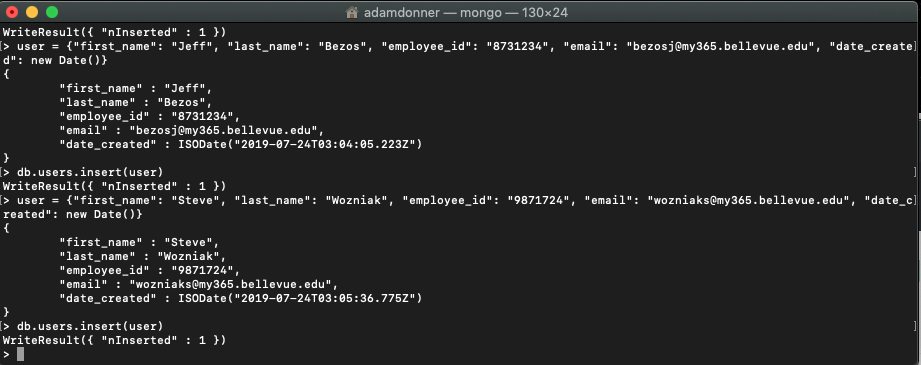 adamdonner — mongo — 130×24
WriteResult({ "nInserted" : 1 })
[> user = {"first_name": "Jeff", "last_name": "Bezos", "employee_id": "8731234", "email": "bezosj@my365.bellevue.edu", "date_create]
d": new Date()}
{
        "first_name" : "Jeff",
        "last_name" : "Bezos",
        "employee_id" : "8731234",
        "email" : "bezosj@my365.bellevue.edu",
        "date_created" : ISODate("2019-07-24T03:04:05.223Z")
}
[> db.users.insert(user) ]
WriteResult({ "nInserted" : 1 })
[> user = {"first_name": "Steve", "last_name": "Wozniak", "employee_id": "9871724", "email": "wozniaks@my365.bellevue.edu", "date_c]
reated": new Date()}
{
        "first_name" : "Steve",
        "last_name" : "Wozniak",
        "employee_id" : "9871724",
        "email" : "wozniaks@my365.bellevue.edu",
        "date_created" : ISODate("2019-07-24T03:05:36.775Z")
}
[> db.users.insert(user) ]
WriteResult({ "nInserted" : 1 })
>